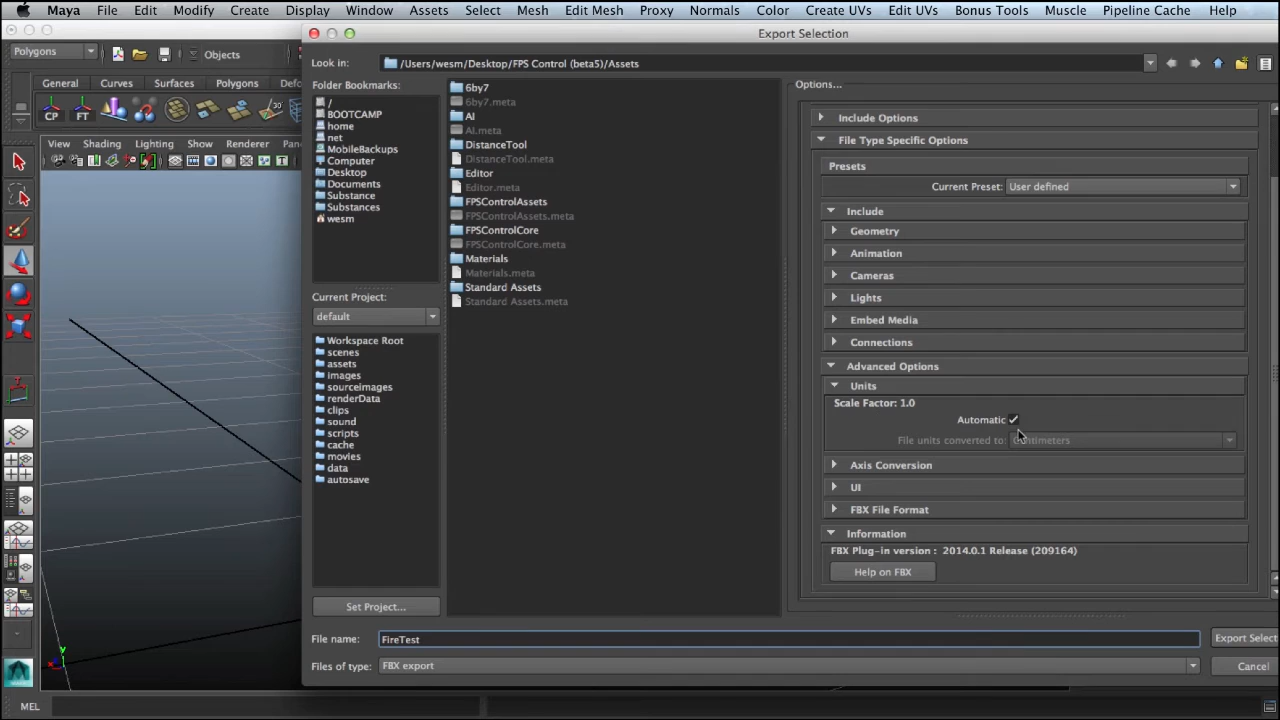 Maya File Edit Modify Create Display Window Assets Select Mesh Edit Mesh Proxy Normals Color Create UVs Edit UVs Bonus Tools Muscle Pipeline Cache Help
Export Selection
Polygons
Objects
Look in: /Users/wesm/Desktop/FPS Control (beta5)/Assets
General Curves Surfaces Polygons
CP FT
View Shading Lighting Show Renderer
Folder Bookmarks:
/
BOOTCAMP
home
net
MobileBackups
Computer
Desktop
Documents
Substance
Substances
wesm
Current Project:
default
Workspace Root
scenes
assets
images
sourceimages
renderData
clips
sound
scripts
cache
movies
data
autosave
Set Project...
6by7
6by7.meta
AI
AI.meta
DistanceTool
DistanceTool.meta
Editor
Editor.meta
FPSControlAssets
FPSControlAssets.meta
FPSControlCore
FPSControlCore.meta
Materials
Materials.meta
Standard Assets
Standard Assets.meta
Options...
Include Options
File Type Specific Options
Presets
Current Preset: User defined
Include
Geometry
Animation
Cameras
Lights
Embed Media
Connections
Advanced Options
Units
Scale Factor: 1.0
Automatic
File units converted to: Centimeters
Axis Conversion
UI
FBX File Format
Information
FBX Plug-in version : 2014.0.1 Release (209164)
Help on FBX
File name: FireTest
Export Select
Files of type: FBX export
Cancel
y
x
MEL